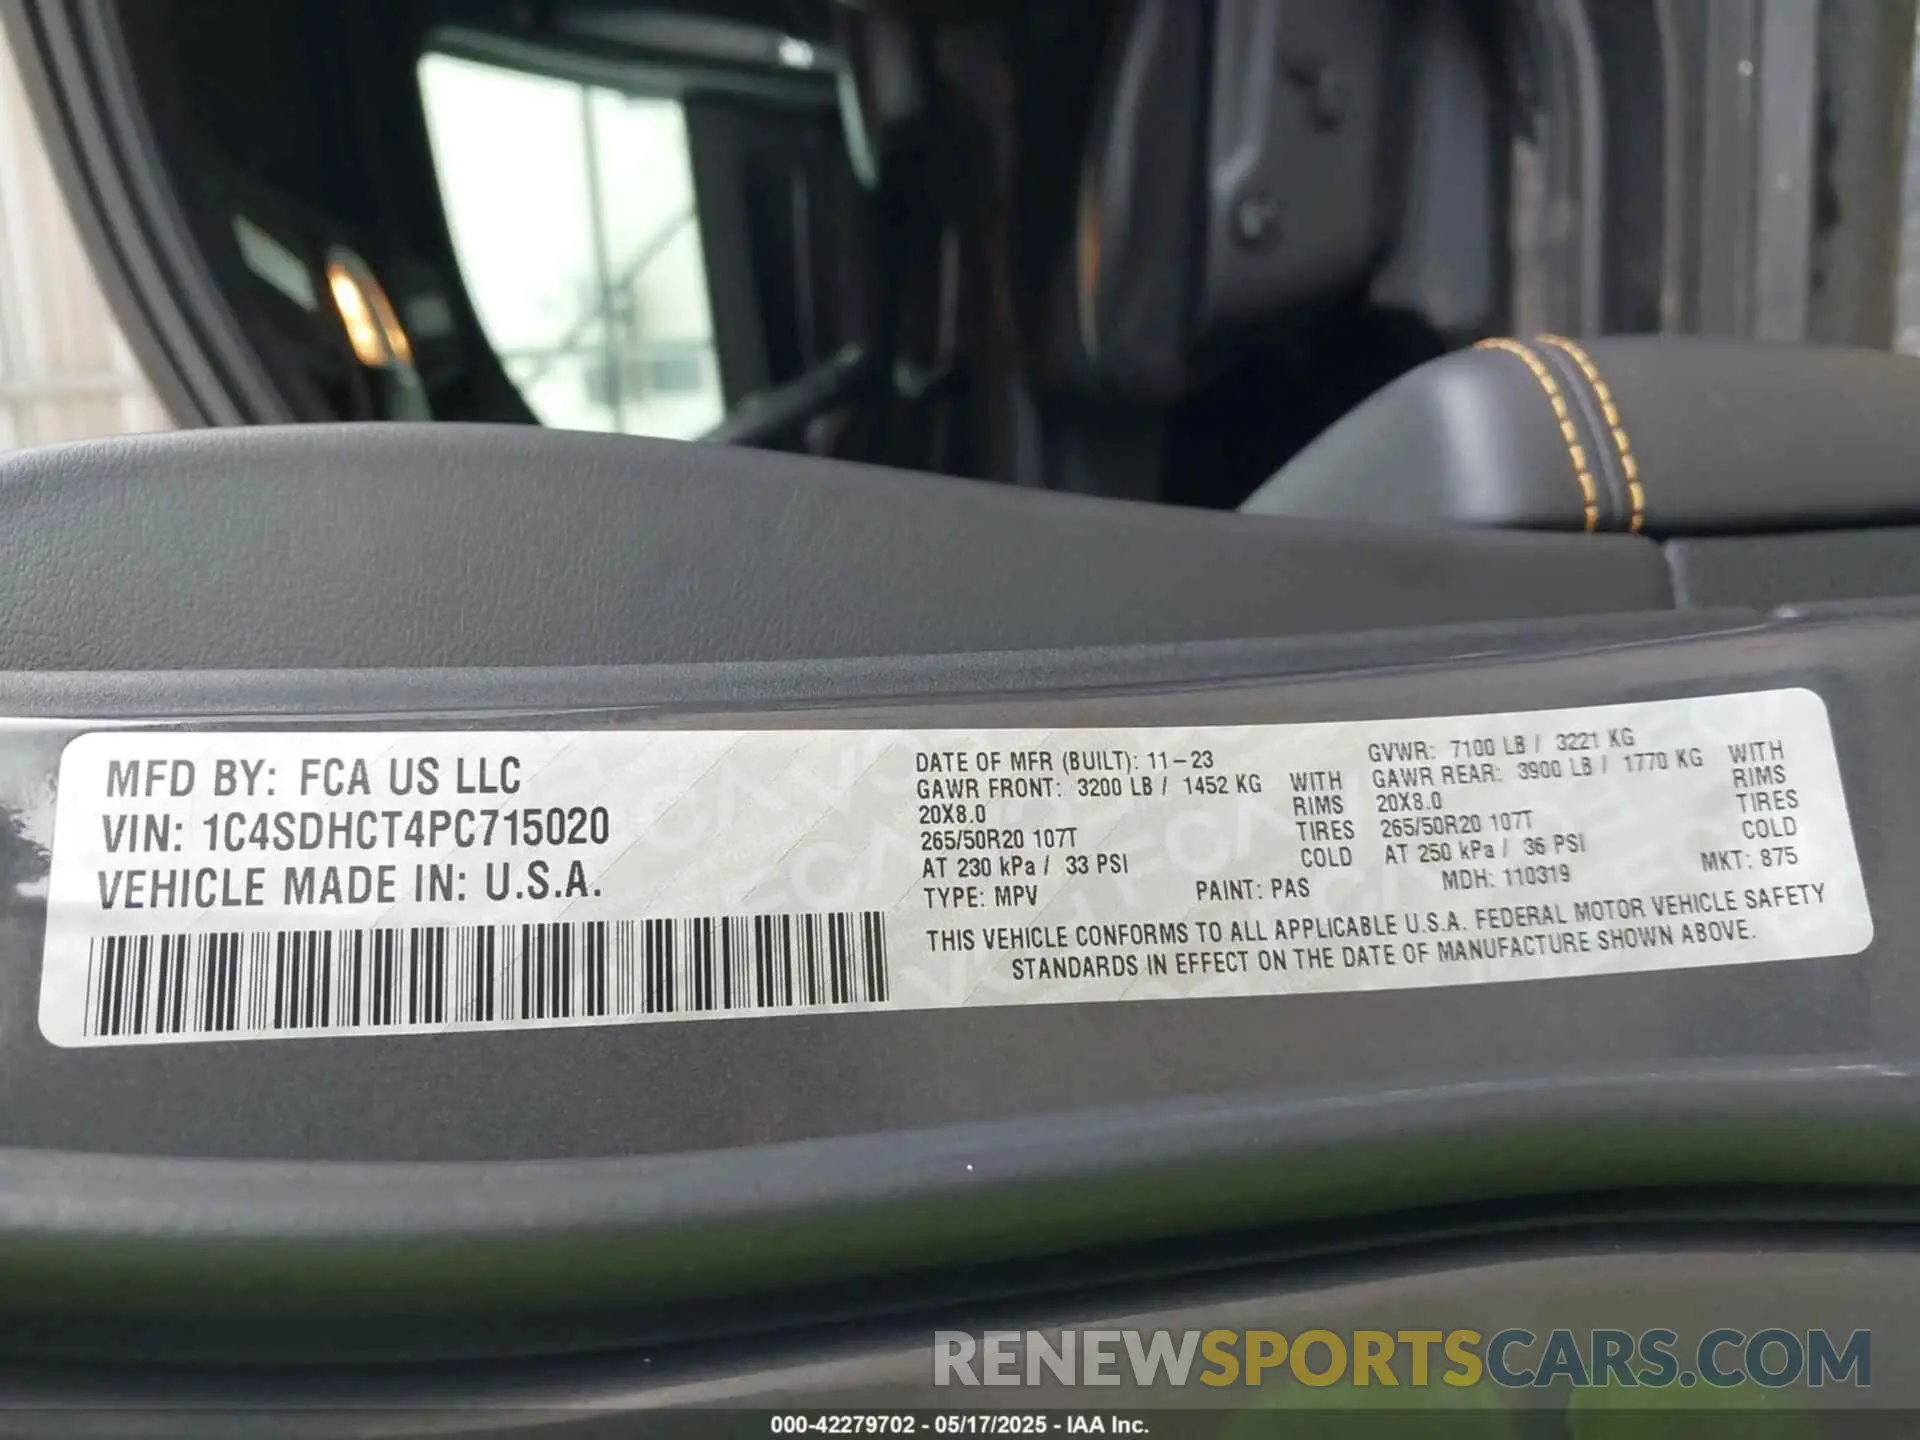 MFD BY: FCA US LLC
VIN: 1C4SDHCT4PC715020
VEHICLE MADE IN: U.S.A.
DATE OF MFR (BUILT): 11-23
GVWR: 7100 LB / 3221 KG
GAWR FRONT: 3200 LB / 1452 KG WITH
20X8.0 RIMS
265/50R20 107T TIRES
AT 230 kPa / 33 PSI COLD
GAWR REAR: 3900 LB / 1770 KG WITH
20X8.0 RIMS
265/50R20 107T TIRES
AT 250 kPa / 36 PSI COLD
TYPE: MPV PAINT: PAS MDH: 110319 MKT: 875
THIS VEHICLE CONFORMS TO ALL APPLICABLE U.S.A. FEDERAL MOTOR VEHICLE SAFETY
STANDARDS IN EFFECT ON THE DATE OF MANUFACTURE SHOWN ABOVE.
RENEWSPORTSCARS.COM
000-42279702 - 05/17/2025 - IAA Inc.